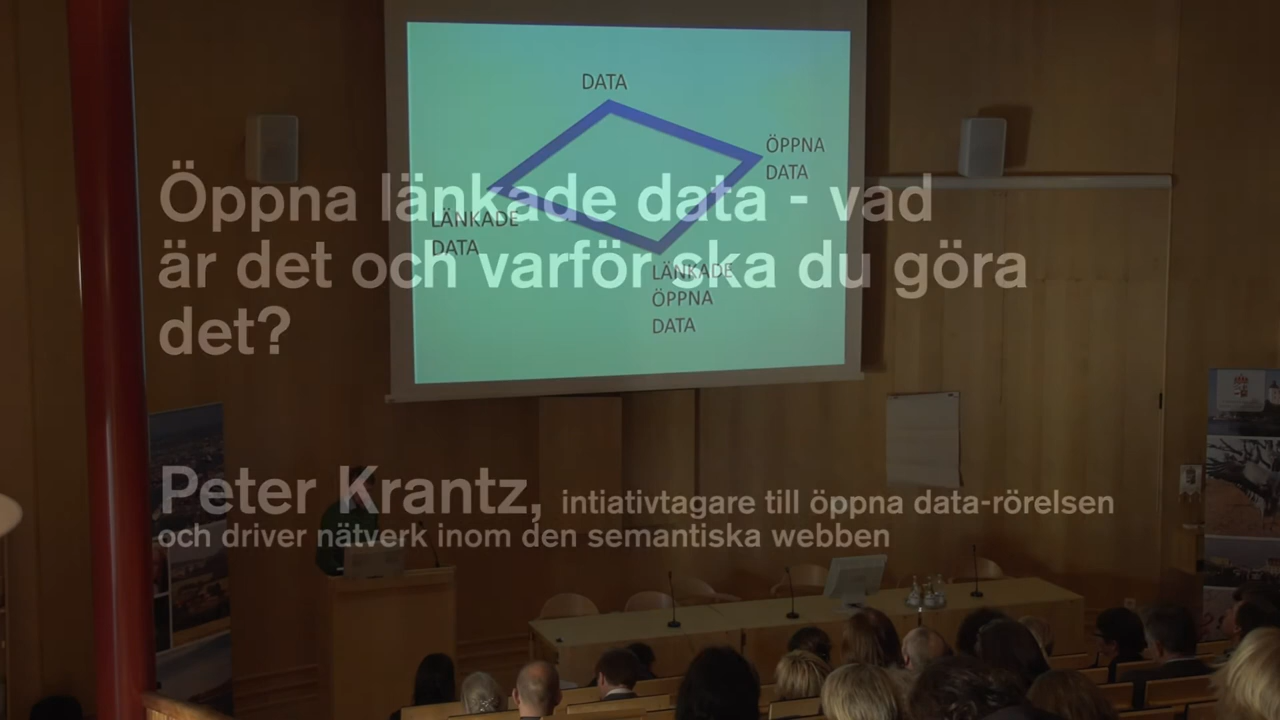 DATA
ÖPPNA
DATA
LÄNKADE
DATA
LÄNKADE
ÖPPNA
DATA
Öppna länkade data - vad
är det och varför ska du göra
det?
Peter Krantz, intiativtagare till öppna data-rörelsen
och driver nätverk inom den semantiska webben